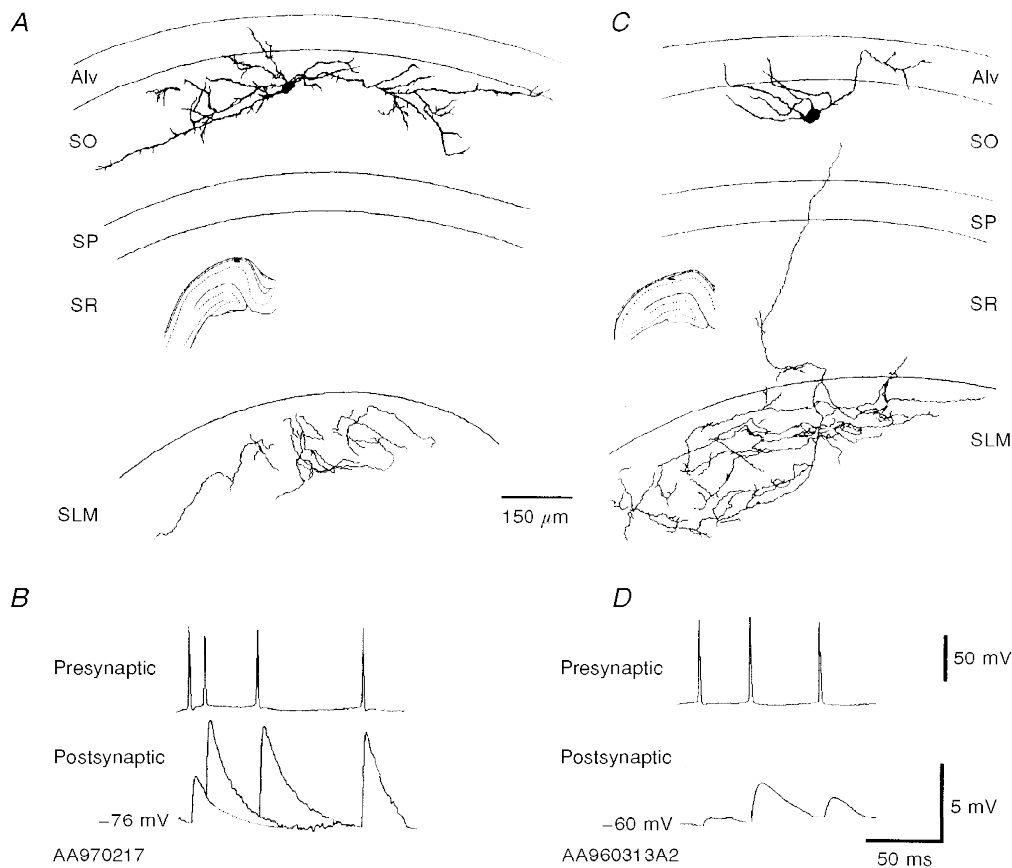 A
Alv
SO
SP
SR
SLM
150 μm
C
Alv
SO
SP
SR
SLM
B
Presynaptic
Postsynaptic
−76 mV
AA970217
D
Presynaptic
50 mV
Postsynaptic
−60 mV
5 mV
50 ms
AA960313A2